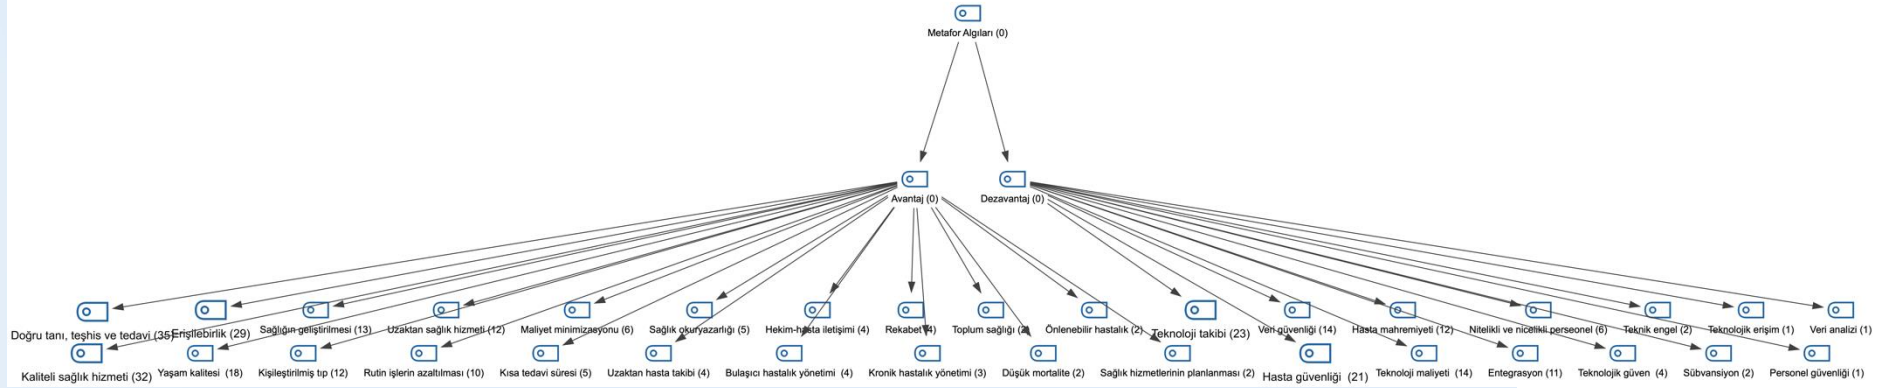 Metafor Algıları (0)
Avantaj (0)
Dezavantaj (0)
Doğru tanı, teşhis ve tedavi (35)
Erişilebirlik (29)
Sağlığın geliştirilmesi (13)
Uzaktan sağlık hizmeti (12)
Maliyet minimizasyonu (6)
Sağlık okuryazarlığı (5)
Hekim-hasta iletişimi (4)
Rekabet (4)
Toplum sağlığı (2)
Önlenebilir hastalık (2)
Teknoloji takibi (23)
Veri güvenliği (14)
Hasta mahremiyeti (12)
Nitelikli ve nicelikli perseonel (6)
Teknik engel (2)
Teknolojik erişim (1)
Veri analizi (1)
Kaliteli sağlık hizmeti (32)
Yaşam kalitesi (18)
Kişileştirilmiş tıp (12)
Rutin işlerin azaltılması (10)
Kısa tedavi süresi (5)
Uzaktan hasta takibi (4)
Bulaşıcı hastalık yönetimi (4)
Kronik hastalık yönetimi (3)
Düşük mortalite (2)
Sağlık hizmetlerinin planlanması (2)
Hasta güvenliği (21)
Teknoloji maliyeti (14)
Entegrasyon (11)
Teknolojik güven (4)
Sübvansiyon (2)
Personel güvenliği (1)